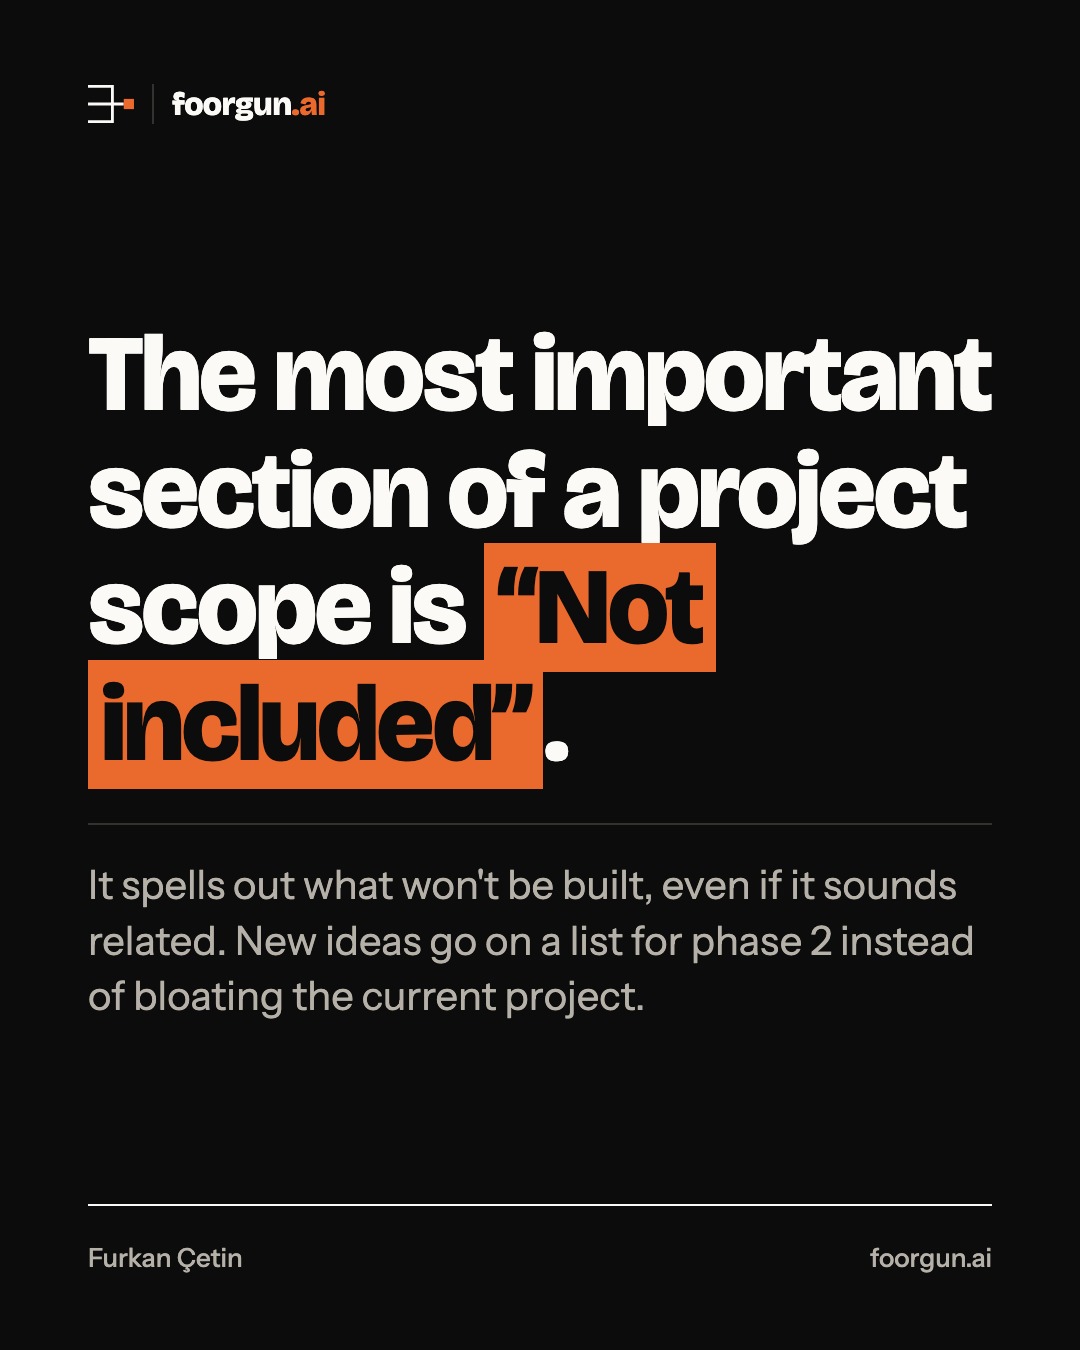 foorgun.ai
The most important
section of a project
scope is “Not
included”.
It spells out what won't be built, even if it sounds
related. New ideas go on a list for phase 2 instead
of bloating the current project.
Furkan Çetin
foorgun.ai